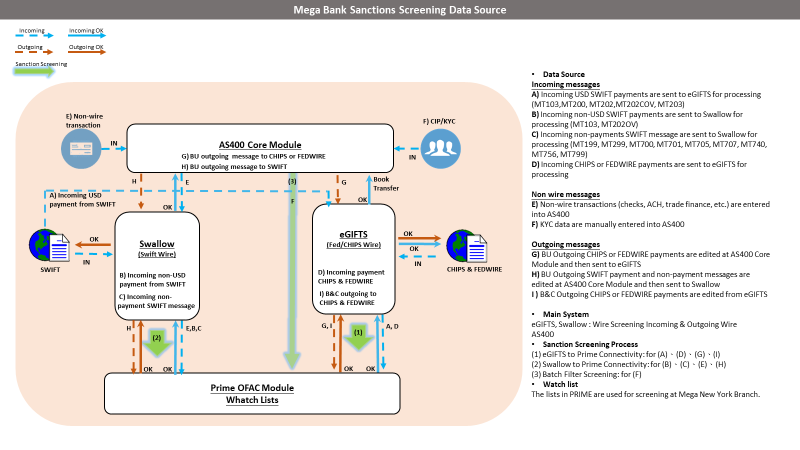 Mega Bank Sanctions Screening Data Source
Incoming
Incoming OK
Outgoing
Outgoing OK
Sanction Screening
E) Non-wire
transaction
F) CIP/KYC
IN
IN
AS400 Core Module
G) BU outgoing message to CHIPS or FEDWIRE
H) BU outgoing message to SWIFT
H
E
OK
(3)
F
G
OK
Book
Transfer
A) Incoming USD
payment from SWIFT
SWIFT
OK
IN
Swallow
(Swift Wire)
B) Incoming non-USD
payment from SWIFT
C) Incoming non-
payment SWIFT message
eGIFTS
(Fed/CHIPS Wire)
D) Incoming payment
CHIPS & FEDWIRE
I) B&C outgoing to
CHIPS & FEDWIRE
OK
OK
IN
CHIPS & FEDWIRE
H
(2)
E,B,C
OK
OK
G, I
(1)
A, D
OK
OK
Prime OFAC Module
Whatch Lists
• Data Source
Incoming messages
A) Incoming USD SWIFT payments are sent to eGIFTS for processing
(MT103,MT200, MT202,MT202COV, MT203)
B) Incoming non-USD SWIFT payments are sent to Swallow for
processing (MT103, MT202OV)
C) Incoming non-payments SWIFT message are sent to Swallow for
processing (MT199, MT299, MT700, MT701, MT705, MT707, MT740,
MT756, MT799)
D) Incoming CHIPS or FEDWIRE payments are sent to eGIFTS for
processing
Non wire messages
E) Non-wire transactions (checks, ACH, trade finance, etc.) are entered
into AS400
F) KYC data are manually entered into AS400
Outgoing messages
G) BU Outgoing CHIPS or FEDWIRE payments are edited at AS400 Core
Module and then sent to eGIFTS
H) BU Outgoing SWIFT payment and non-payment messages are
edited at AS400 Core Module and then sent to Swallow
I ) B&C Outgoing CHIPS or FEDWIRE payments are edited from eGIFTS
• Main System
eGIFTS, Swallow : Wire Screening Incoming & Outgoing Wire
AS400
• Sanction Screening Process
(1) eGIFTS to Prime Connectivity: for (A)、(D)、(G)、(I)
(2) Swallow to Prime Connectivity: for (B)、(C)、(E)、(H)
(3) Batch Filter Screening: for (F)
• Watch list
The lists in PRIME are used for screening at Mega New York Branch.